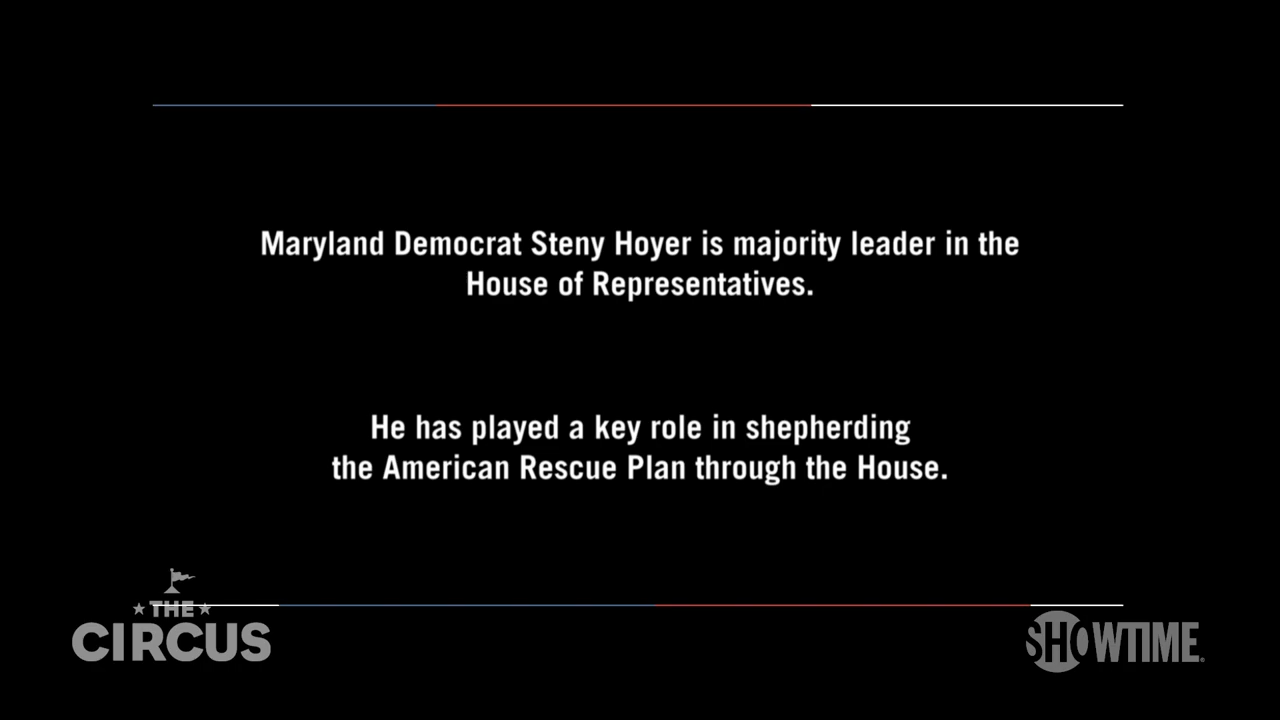 Maryland Democrat Steny Hoyer is majority leader in the
House of Representatives.
He has played a key role in shepherding
the American Rescue Plan through the House.
THE
CIRCUS
SHOWTIME